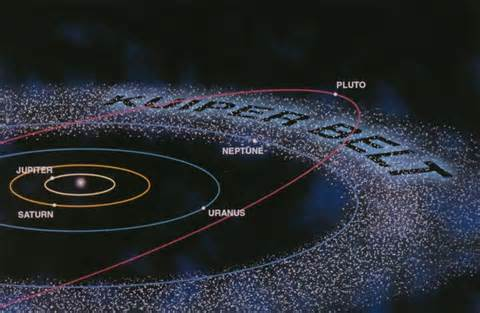 PLUTO
KUIPER BELT
NEPTUNE
JUPITER
SATURN
URANUS